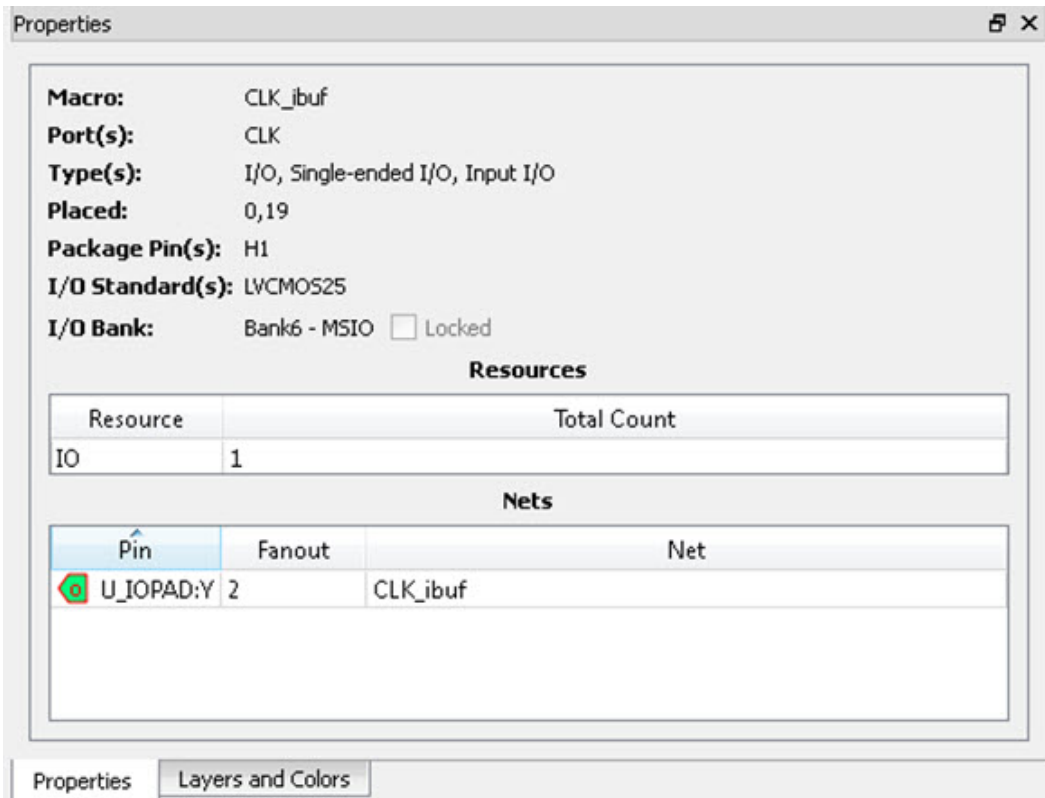 Properties
Macro: CLK_ibuf
Port(s): CLK
Type(s): I/O, Single-ended I/O, Input I/O
Placed: 0,19
Package Pin(s): H1
I/O Standard(s): LVCMOS25
I/O Bank: Bank6 - MSIO Locked
Resources
Resource Total Count
IO 1
Nets
Pin Fanout Net
O U_IOPAD:Y 2 CLK_ibuf
Properties Layers and Colors